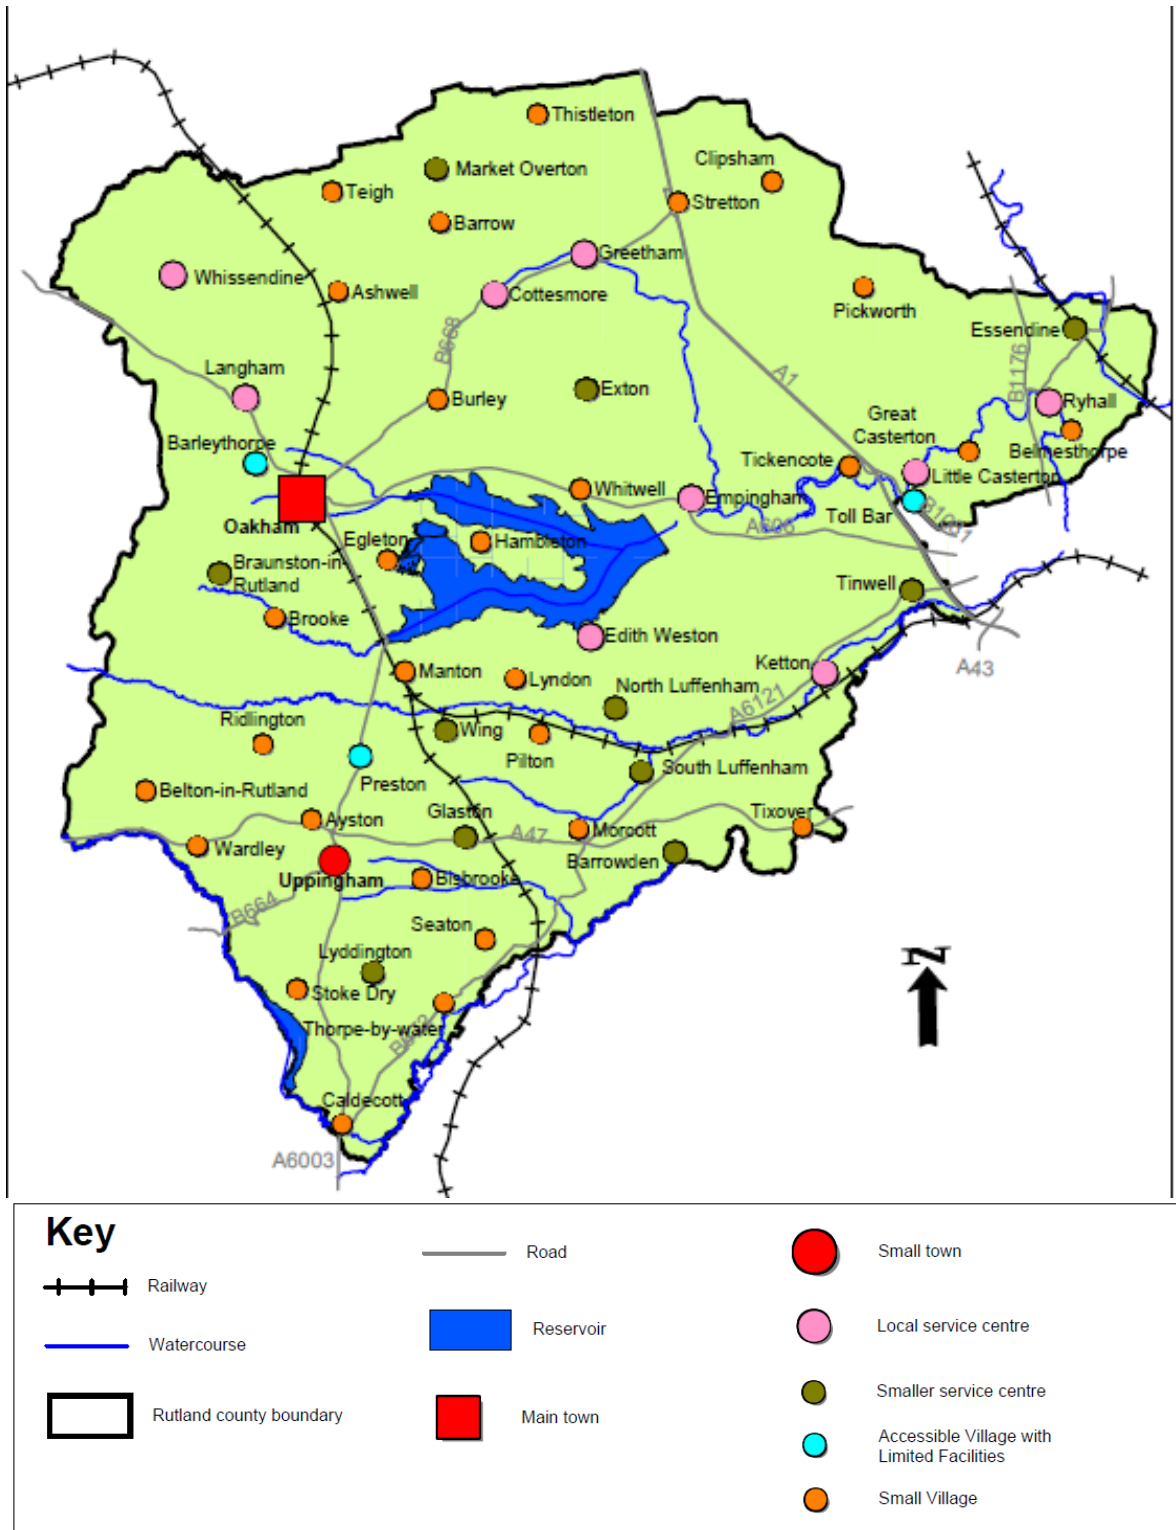 Thistleton
Clipsham
Market Overton
Teigh
Stretton
Barrow
Greetham
Whissendine
Ashwell
Cottesmore
Pickworth
Essendine
B668
B1176
Langham
A1
Exton
Burley
Ryhall
Great
Casterton
Barleythorpe
Belmesthorpe
Tickencote
Little Casterton
Whitwell
Empingham
Toll Bar
B1081
Oakham
A606
Egleton
Hambleton
Braunston-in-
Rutland
Tinwell
Brooke
Edith Weston
Ketton
A43
Manton
Lyndon
North Luffenham
A6121
Ridlington
Wing
Pilton
South Luffenham
Preston
Belton-in-Rutland
Glaston
Tixover
Ayston
A47
Morcott
Wardley
Barrowden
Uppingham
Bisbrooke
B664
Seaton
Lyddington
Stoke Dry
Thorpe-by-water
Caldecott
A6003
N
Key
Railway
Road
Small town
Watercourse
Reservoir
Local service centre
Rutland county boundary
Main town
Smaller service centre
Accessible Village with
Limited Facilities
Small Village